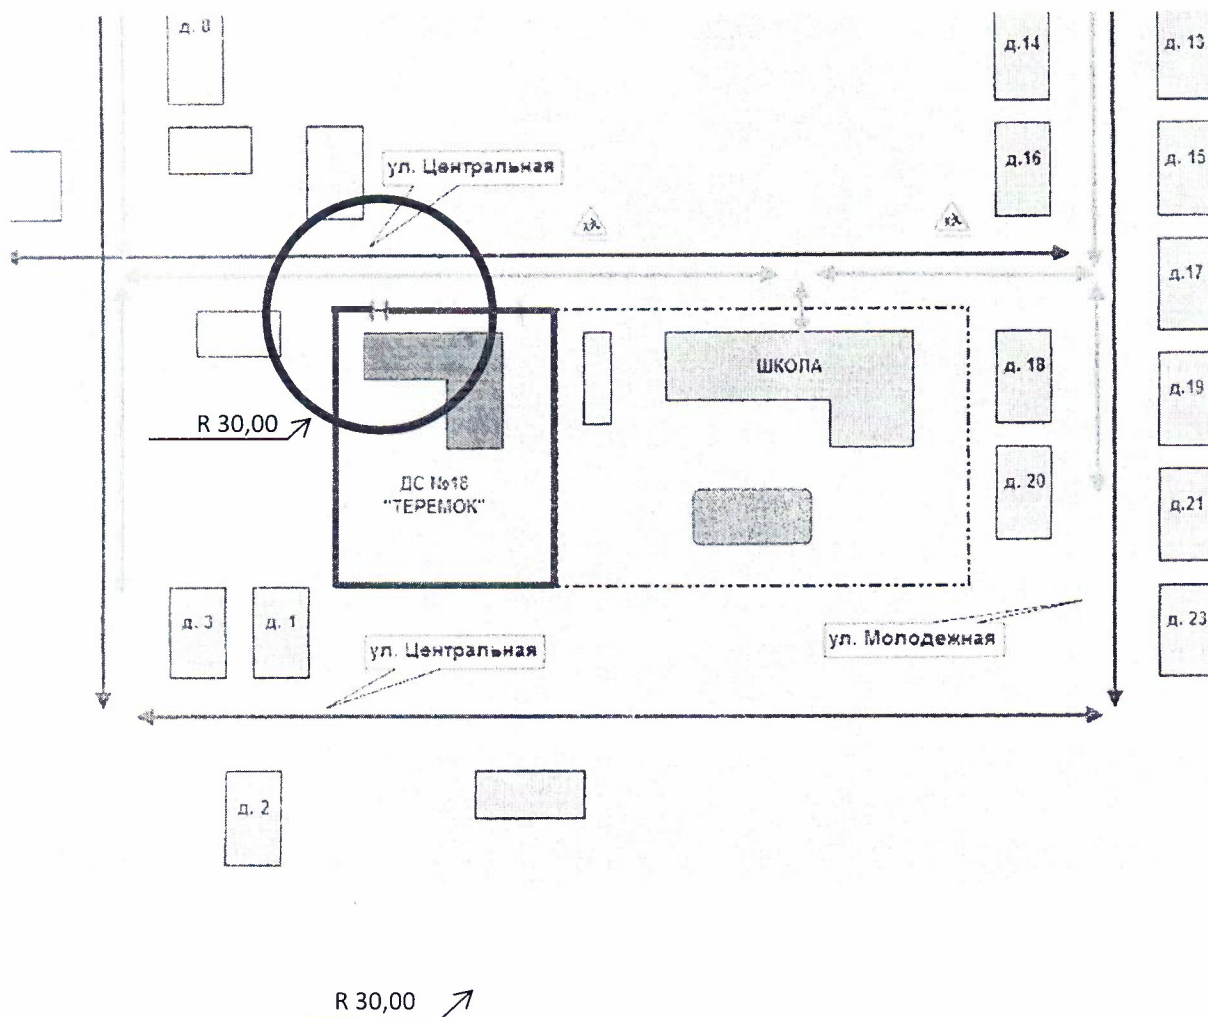 д. 8
д.14
д. 13
ул. Центральная
д.16
д. 15
д.17
ШКОЛА
д. 18
д.19
R 30,00
ДС №18
"ТЕРЕМОК"
д. 20
д.21
д. 3
д. 1
ул. Центральная
ул. Молодежная
д. 23
д. 2
R 30,00